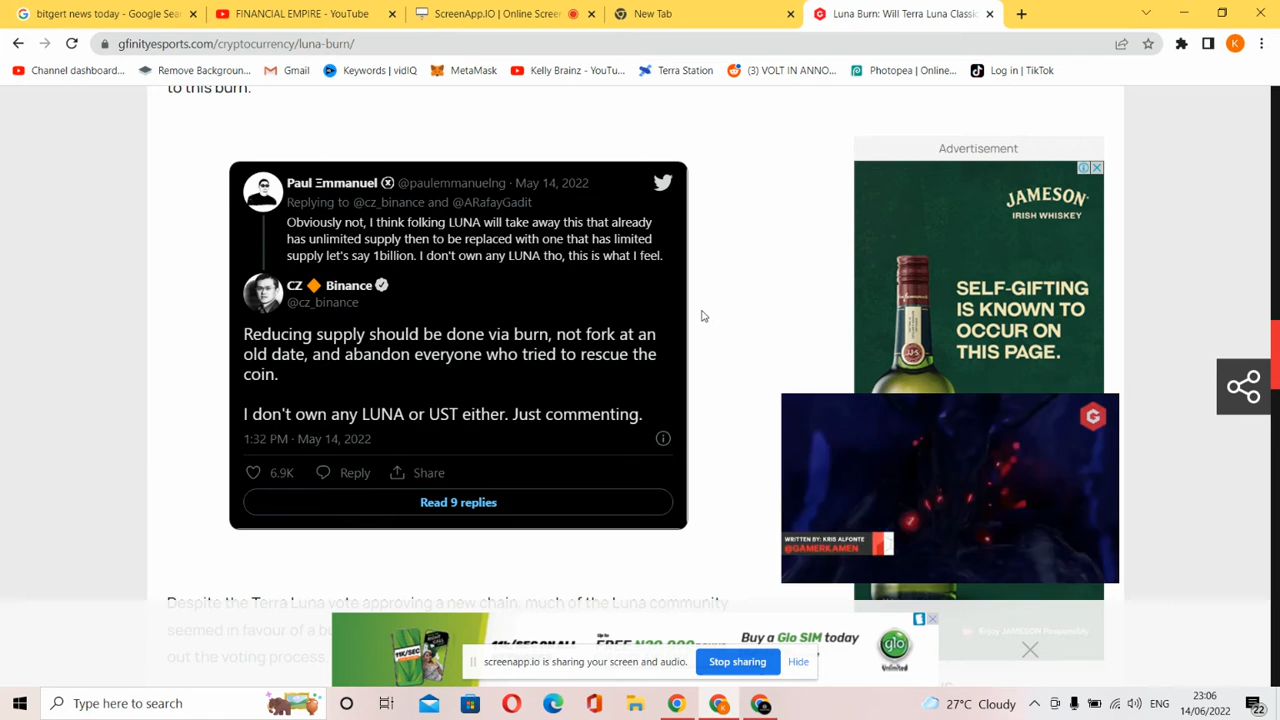 bitgert news today - Google Sea
FINANCIAL EMPIRE - YouTube
ScreenApp.IO | Online Scree
New Tab
Luna Burn: Will Terra Luna Classic
gfinityesports.com/cryptocurrency/luna-burn/
K
Channel dashboard...
Remove Backgroun...
Gmail
Keywords | vidIQ
MetaMask
Kelly Brainz - YouTu...
Terra Station
(3) VOLT IN ANNO...
Photopea | Online...
Log in | TikTok
to this burn.
Paul Ξmmanuel @paulemmanuelng · May 14, 2022
Replying to @cz_binance and @ARafayGadit
Obviously not, I think folking LUNA will take away this that already
has unlimited supply then to be replaced with one that has limited
supply let's say 1billion. I don't own any LUNA tho, this is what I feel.
CZ 🔶 Binance
@cz_binance
Reducing supply should be done via burn, not fork at an
old date, and abandon everyone who tried to rescue the
coin.
I don't own any LUNA or UST either. Just commenting.
1:32 PM · May 14, 2022
6.9K Reply Share
Read 9 replies
Advertisement
JAMESON
IRISH WHISKEY
SELF-GIFTING
IS KNOWN TO
OCCUR ON
THIS PAGE.
WRITTEN BY: KRIS ALFONTE
@GAMERKAMEN
Enjoy JAMESON Responsibly
Despite the Terra Luna vote approving a new chain, much of the Luna community
seemed in favour of a bu
out the voting process.
11k/SEC
Buy a Glo SIM today
glo
Unlimited
screenapp.io is sharing your screen and audio.
Stop sharing
Hide
Type here to search
27°C Cloudy
ENG
23:06
14/06/2022
22